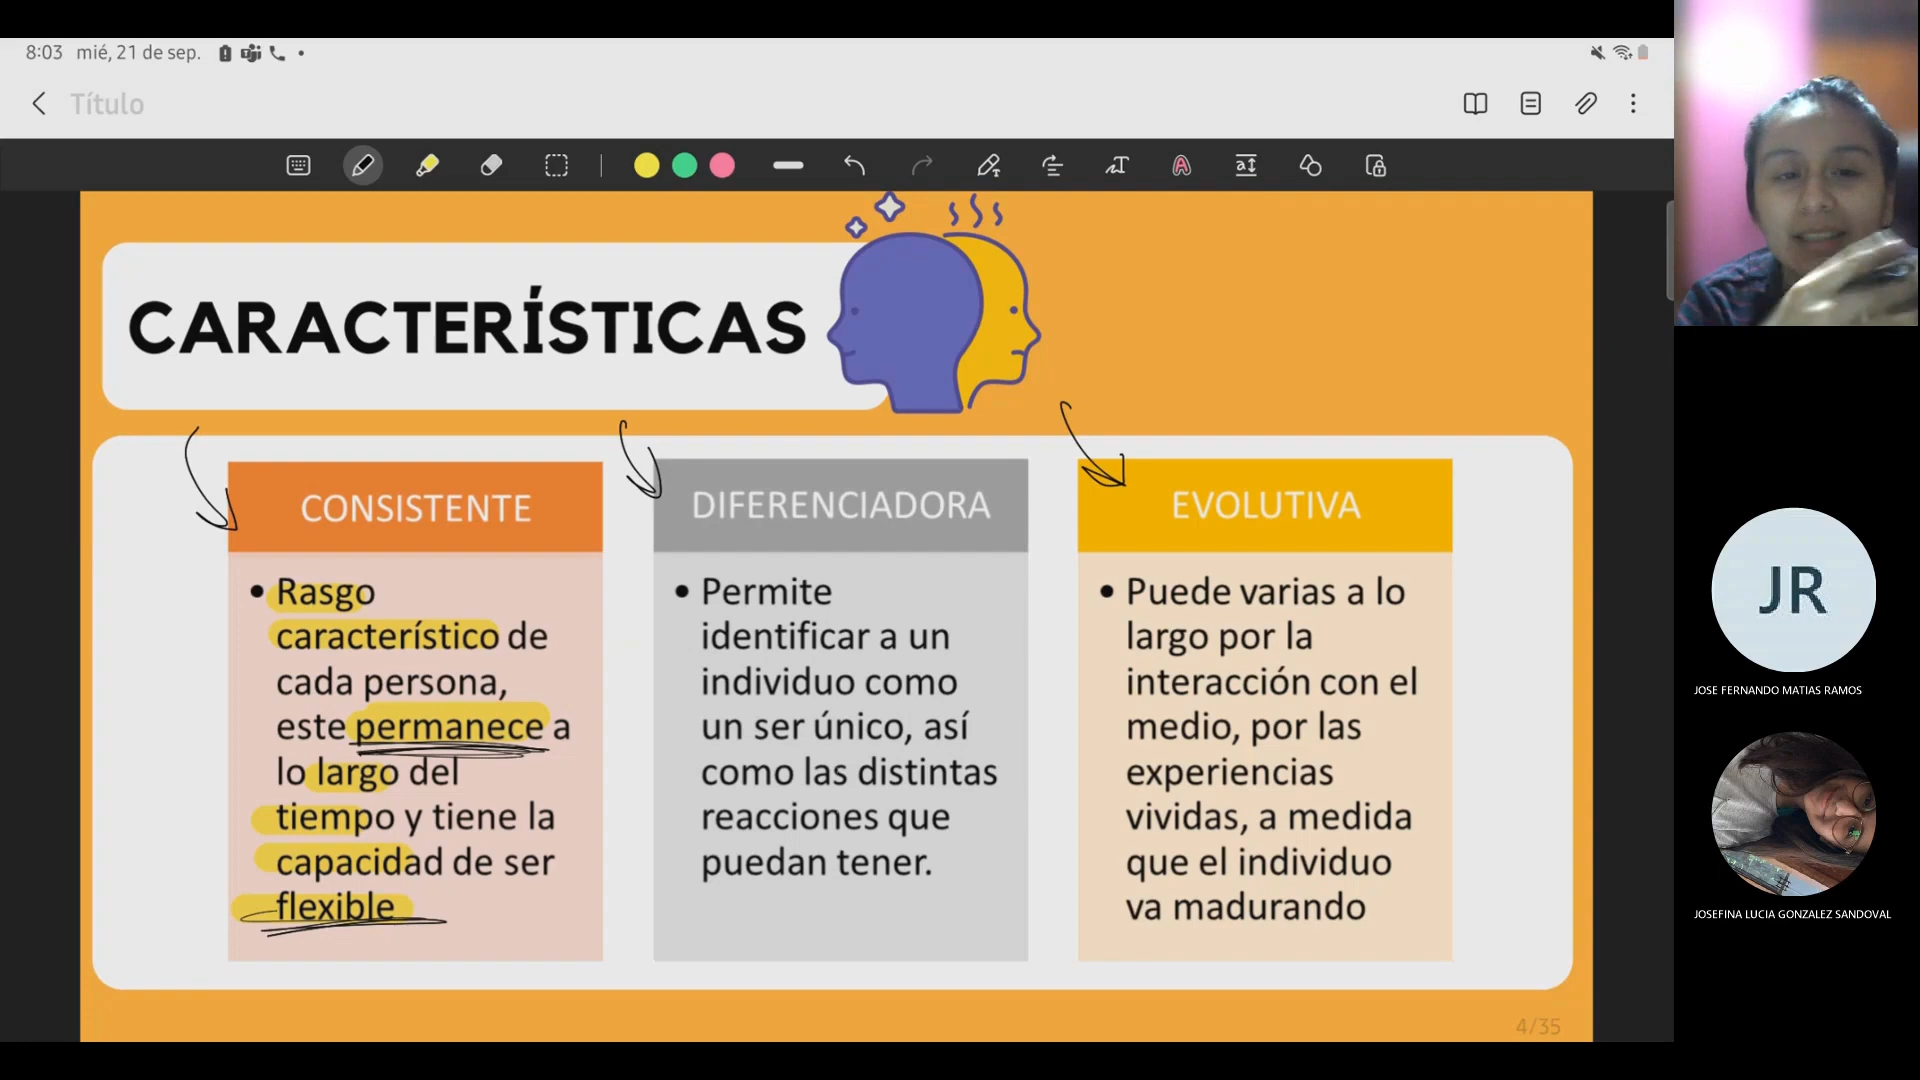 8:03 mié, 21 de sep.
Título
CARACTERÍSTICAS
CONSISTENTE
• Rasgo
característico de
cada persona,
este permanece a
lo largo del
tiempo y tiene la
capacidad de ser
flexible
DIFERENCIADORA
• Permite
identificar a un
individuo como
un ser único, así
como las distintas
reacciones que
puedan tener.
EVOLUTIVA
• Puede varias a lo
largo por la
interacción con el
medio, por las
experiencias
vividas, a medida
que el individuo
va madurando
4/35
JR
JOSE FERNANDO MATIAS RAMOS
JOSEFINA LUCIA GONZALEZ SANDOVAL